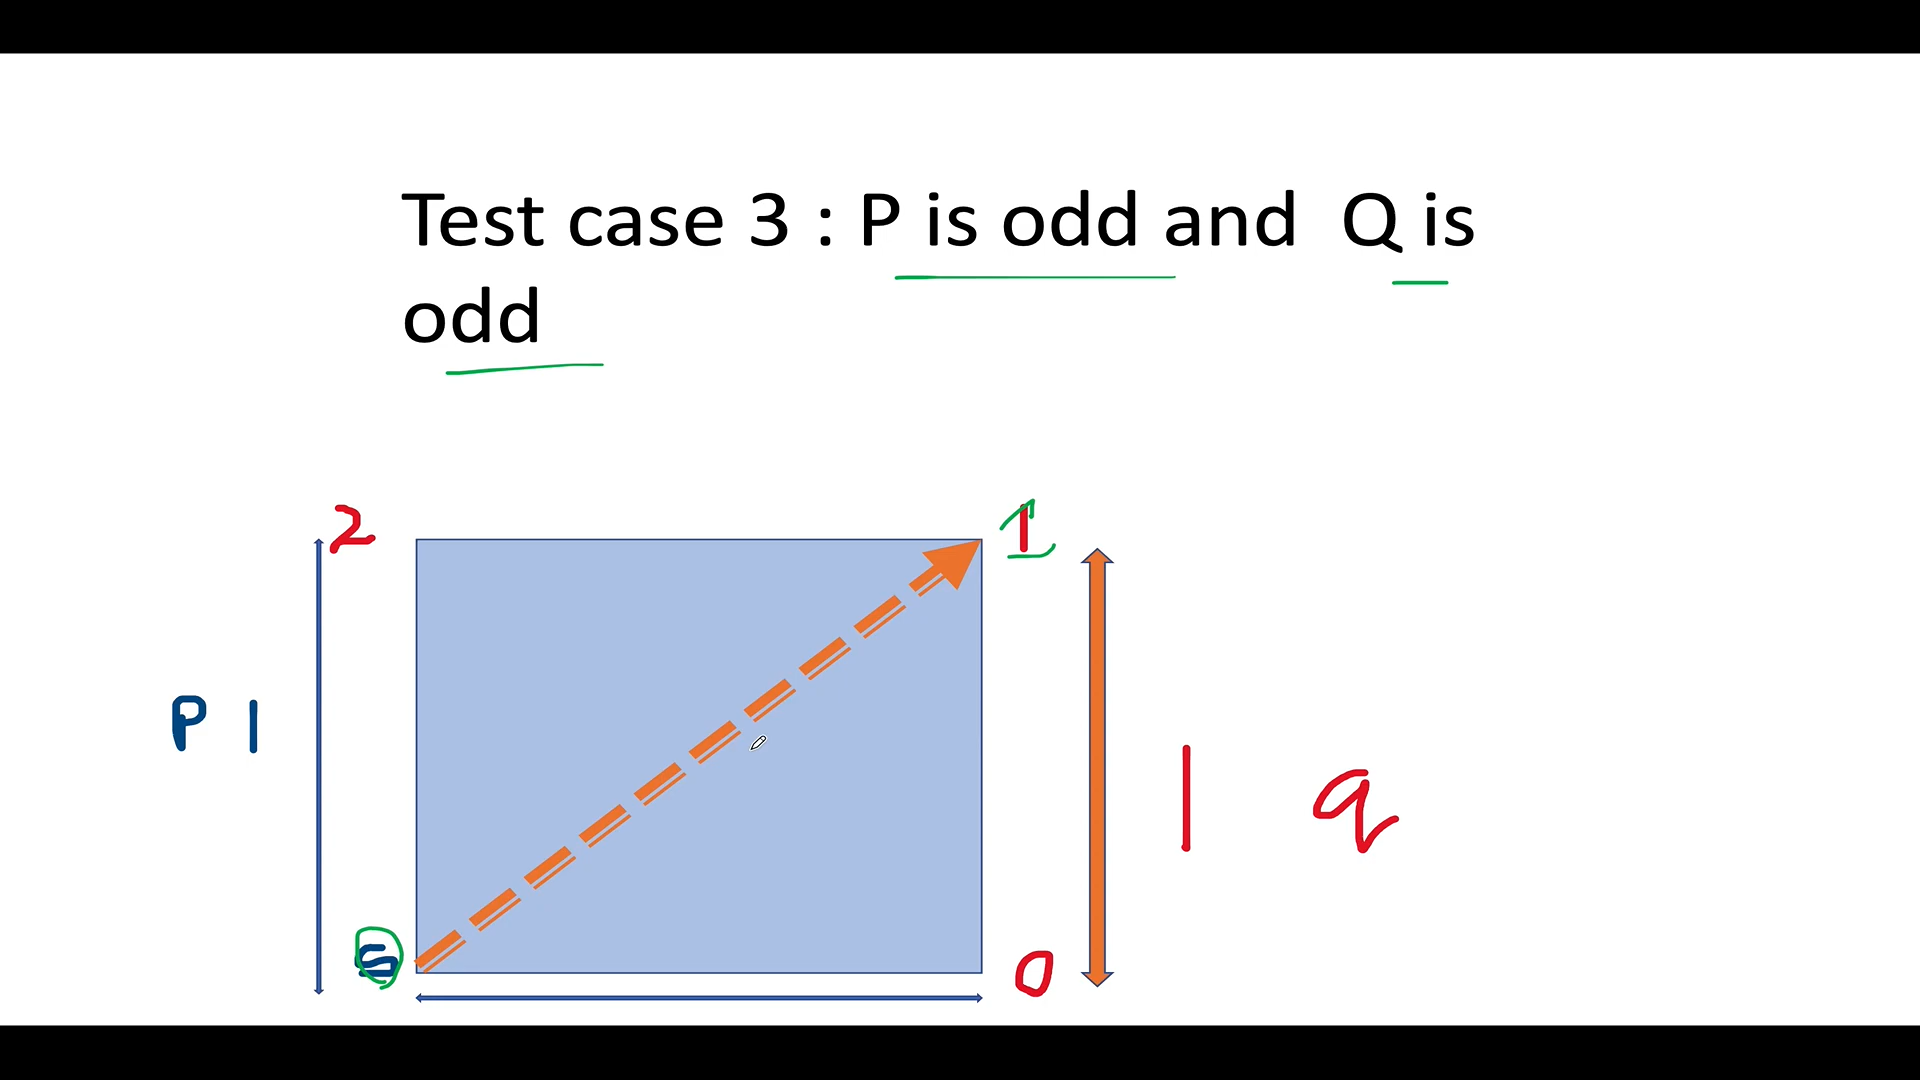 Test case 3 : P is odd and Q is
odd
2
1
P 1
1 q
S
0